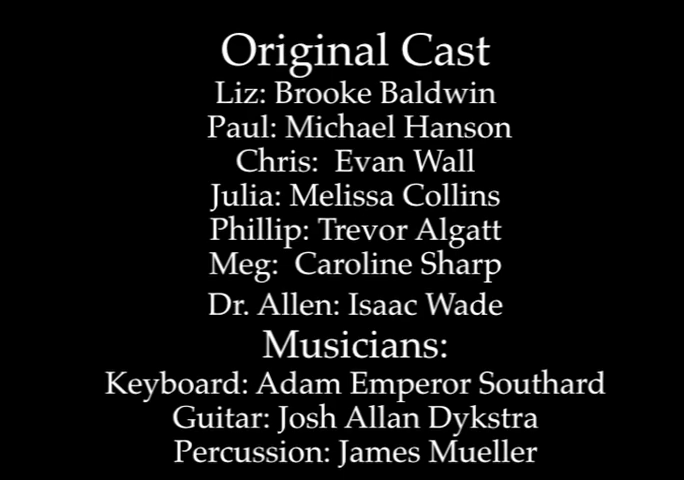 Original Cast
Liz: Brooke Baldwin
Paul: Michael Hanson
Chris:  Evan Wall
Julia: Melissa Collins
Phillip: Trevor Algatt
Meg:  Caroline Sharp
Dr. Allen: Isaac Wade
Musicians:
Keyboard: Adam Emperor Southard
Guitar: Josh Allan Dykstra
Percussion: James Mueller